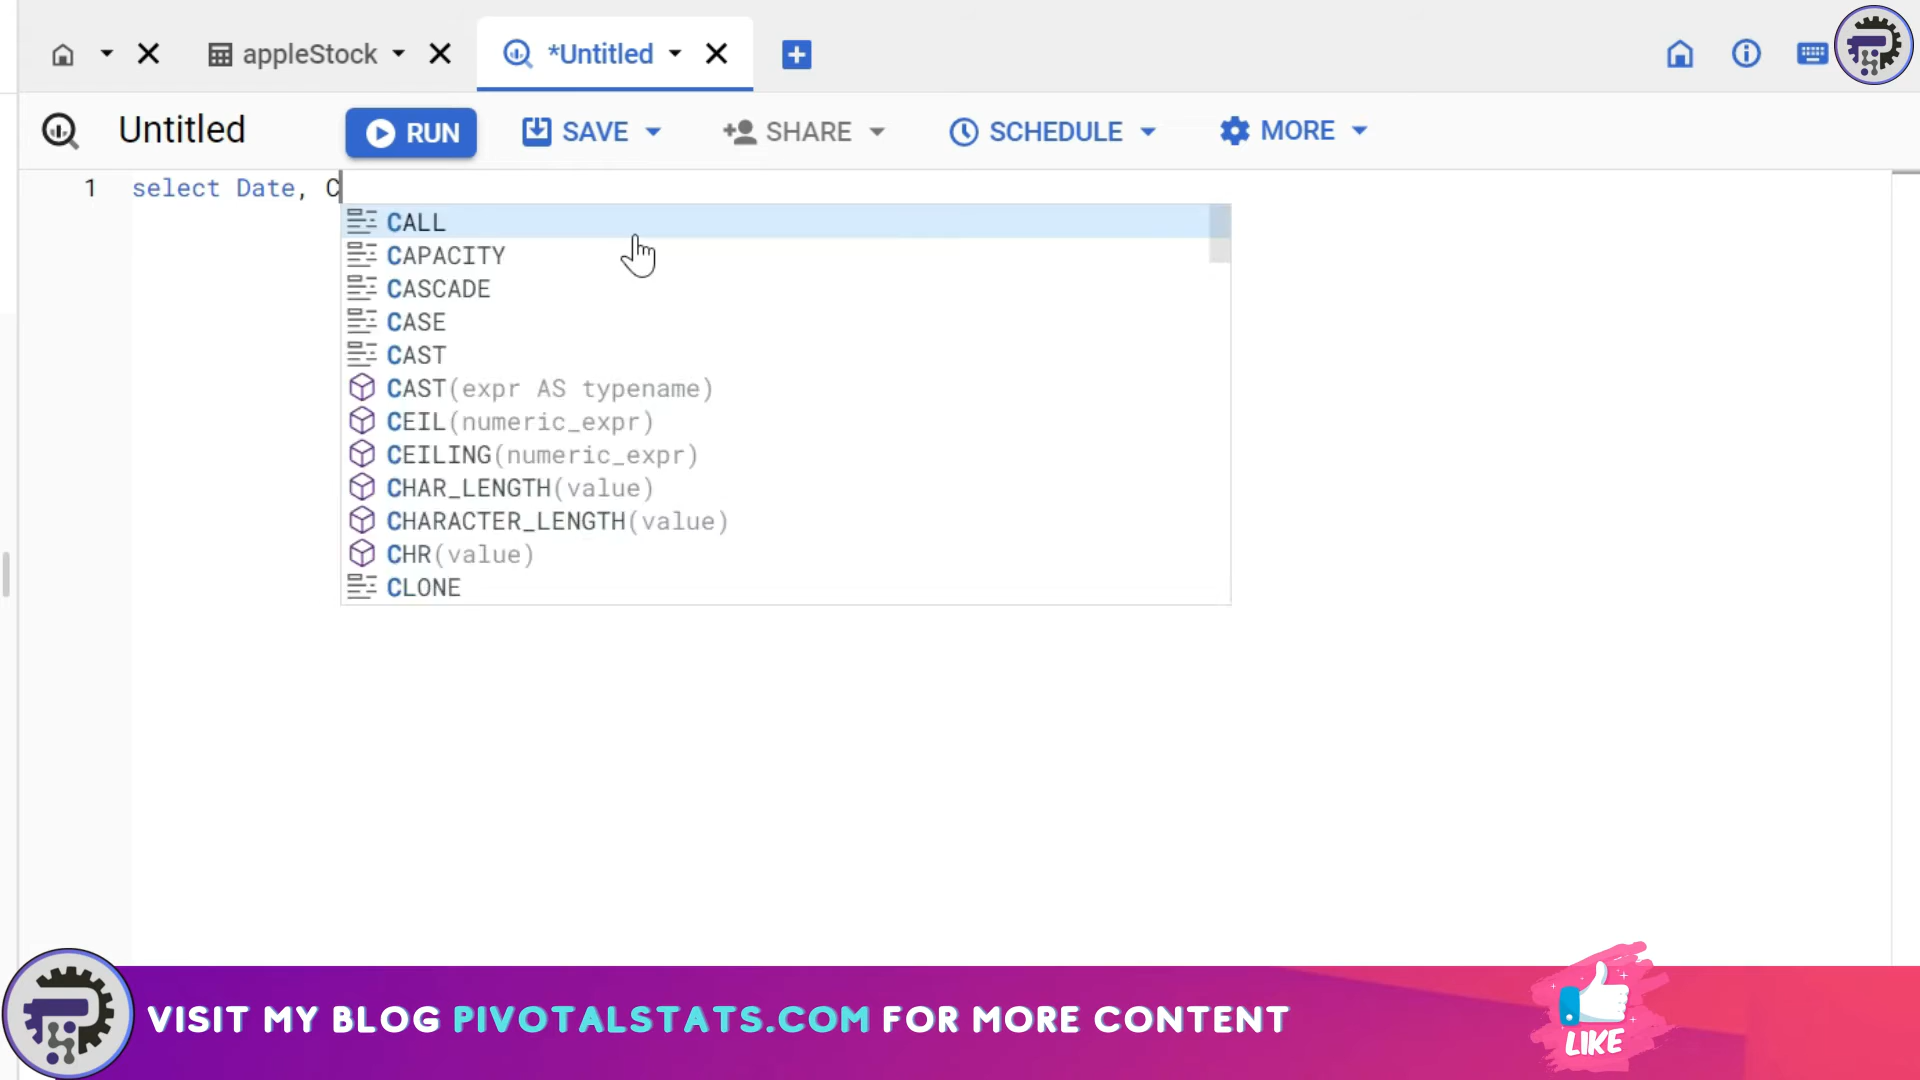 appleStock *Untitled
Untitled RUN SAVE SHARE SCHEDULE MORE
1 select Date, C
CALL
CAPACITY
CASCADE
CASE
CAST
CAST(expr AS typename)
CEIL(numeric_expr)
CEILING(numeric_expr)
CHAR_LENGTH(value)
CHARACTER_LENGTH(value)
CHR(value)
CLONE
VISIT MY BLOG PIVOTALSTATS.COM FOR MORE CONTENT
LIKE